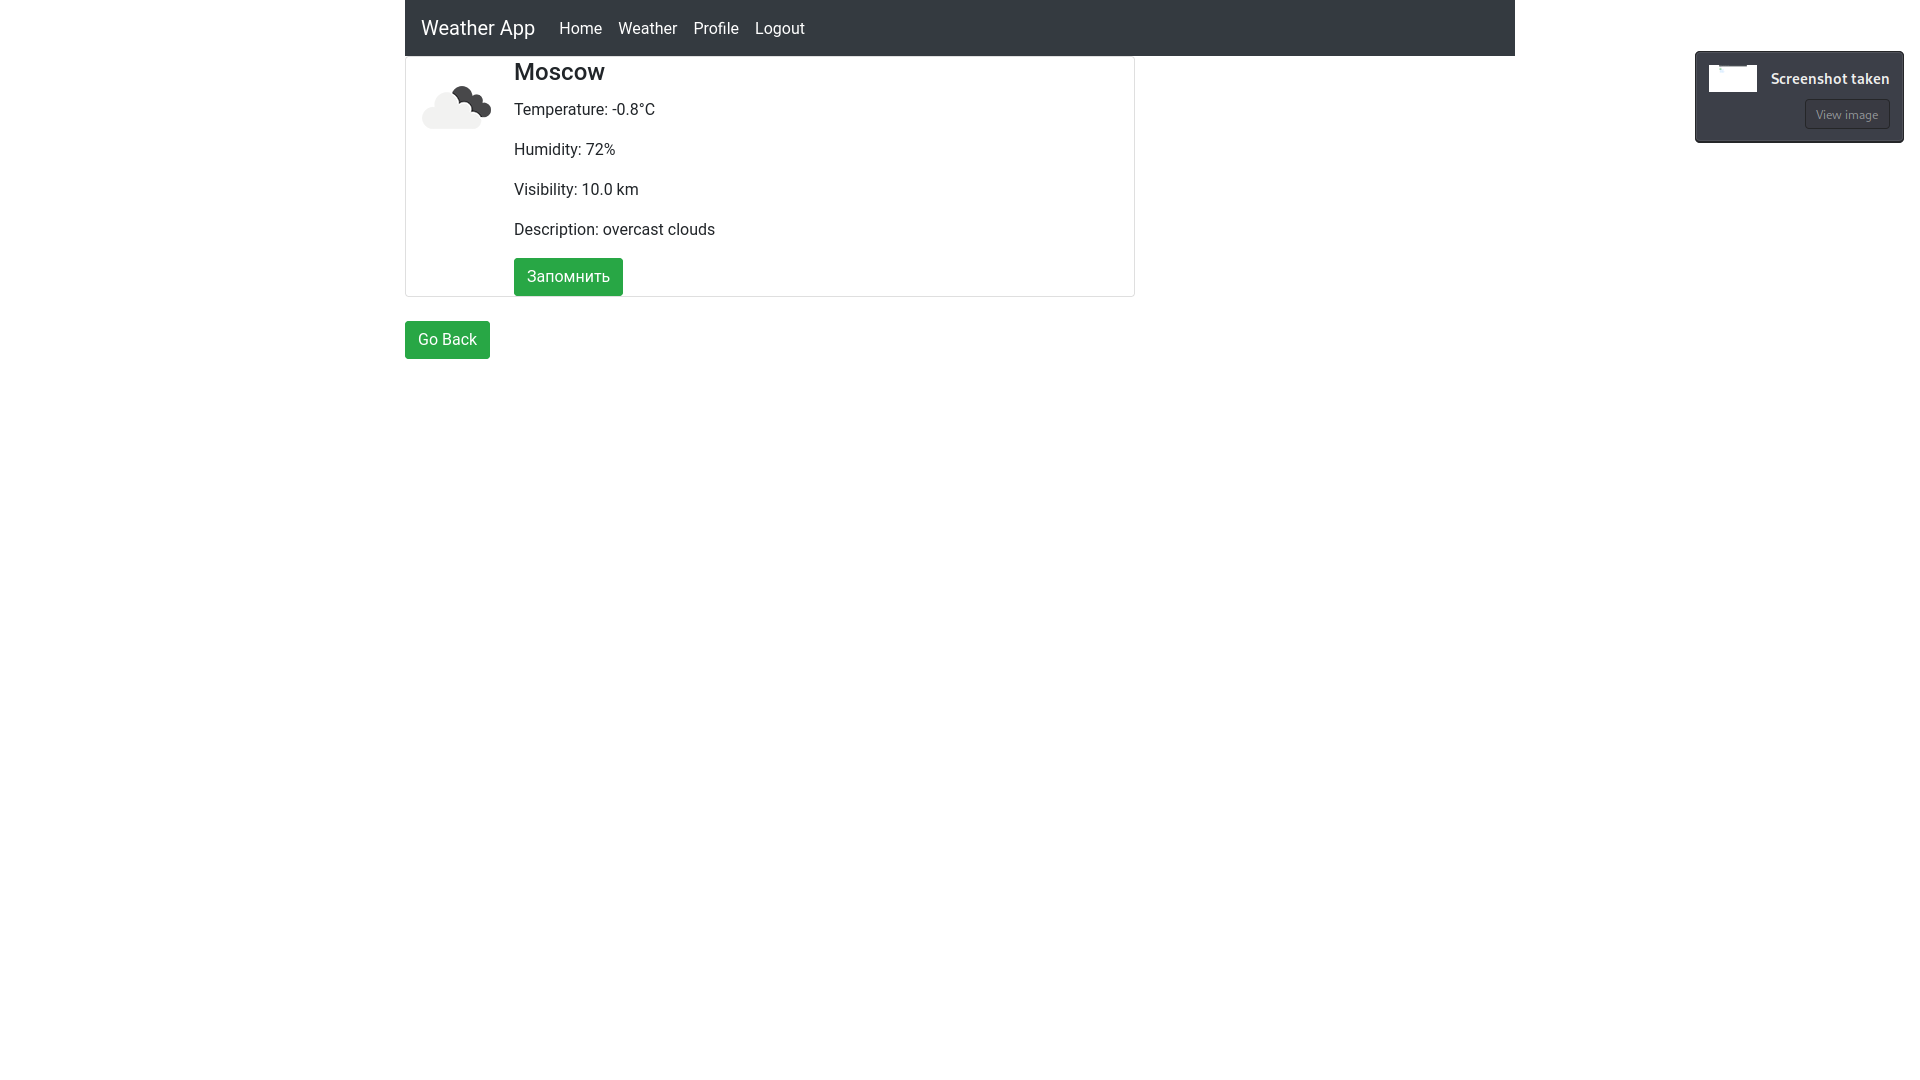 Weather App Home Weather Profile Logout
Moscow
Temperature: -0.8°C
Humidity: 72%
Visibility: 10.0 km
Description: overcast clouds
Запомнить
Go Back
Screenshot taken
View image